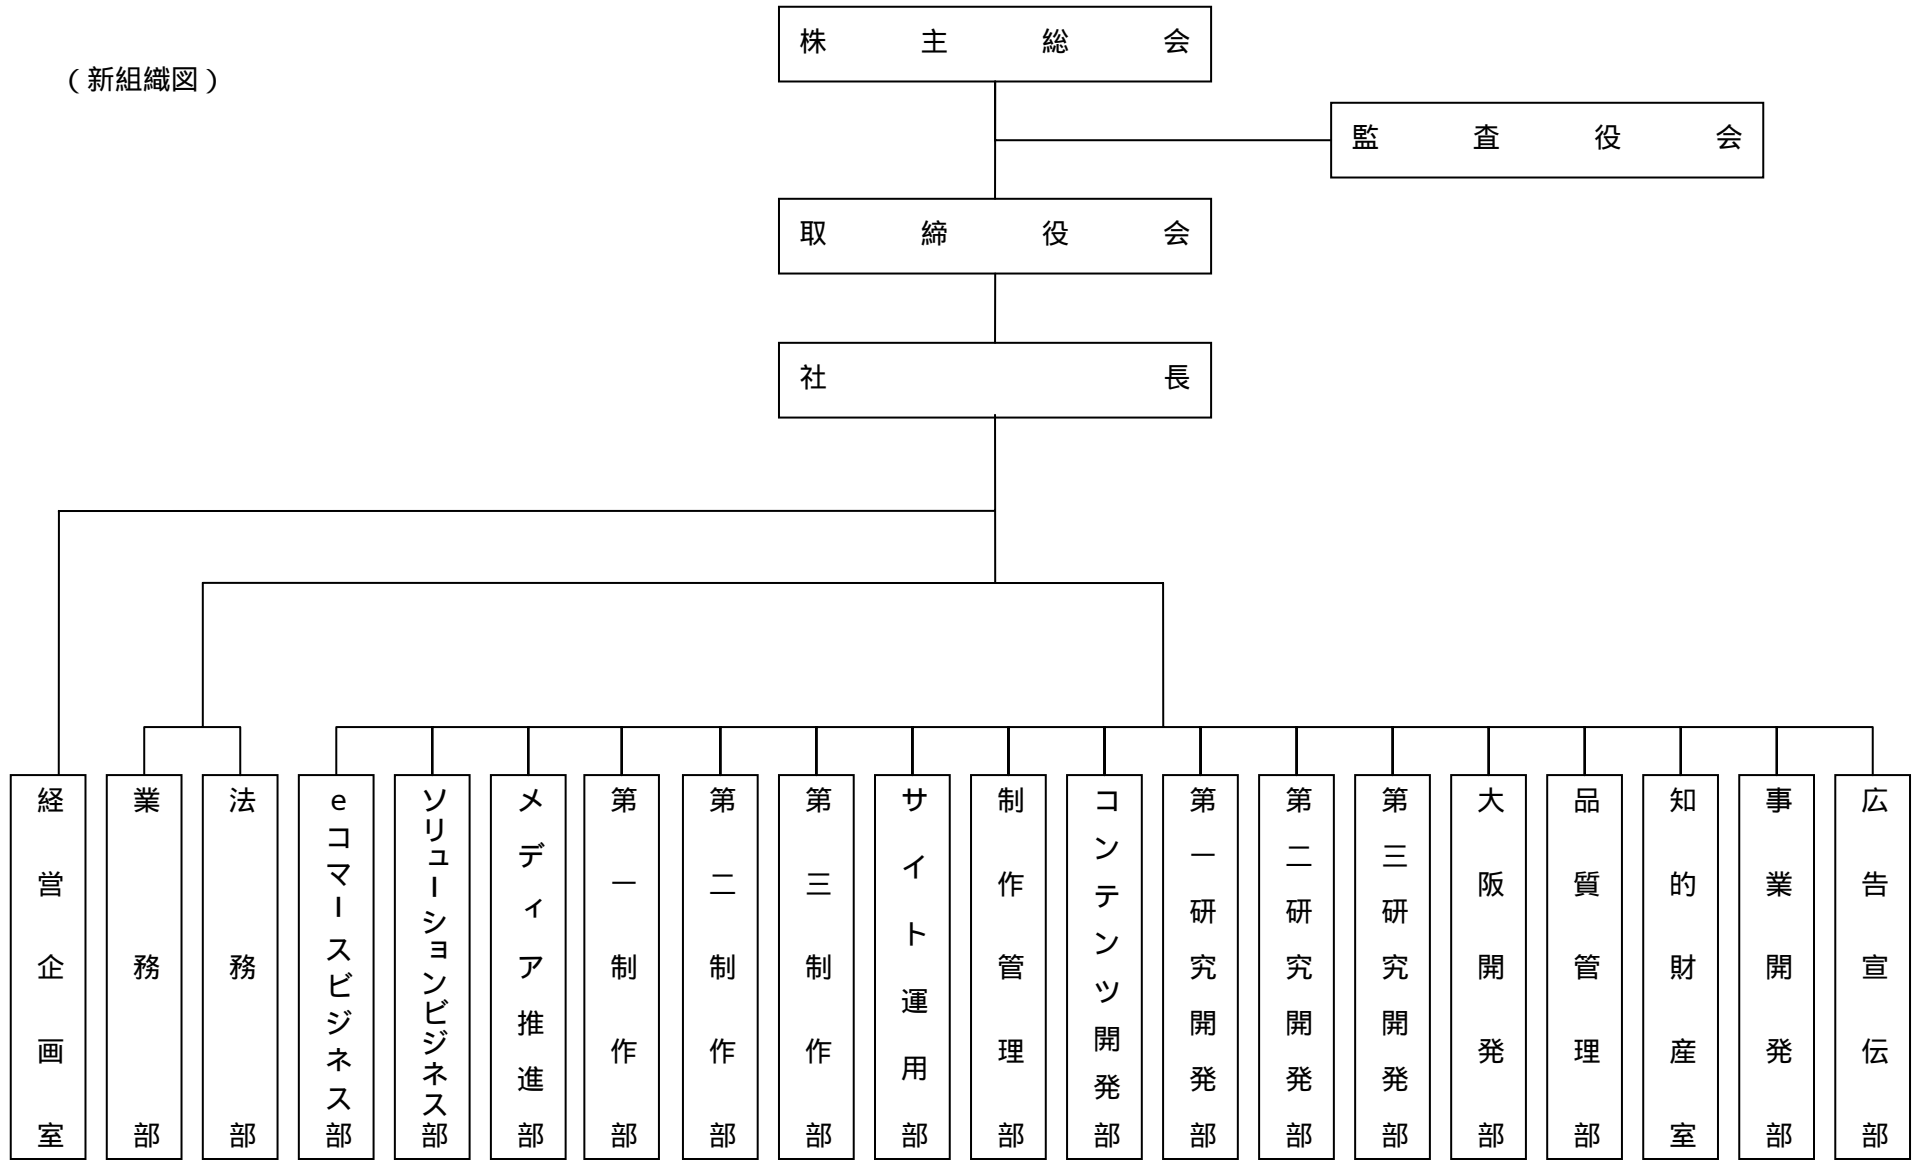 （新組織図）
株主総会
監査役会
取締役会
社長
経営企画室
業務部
法務部
eコマースビジネス部
ソリューションビジネス部
メディア推進部
第一制作部
第二制作部
第三制作部
サイト運用部
制作管理部
コンテンツ開発部
第一研究開発部
第二研究開発部
第三研究開発部
大阪開発部
品質管理部
知的財産室
事業開発部
広告宣伝部